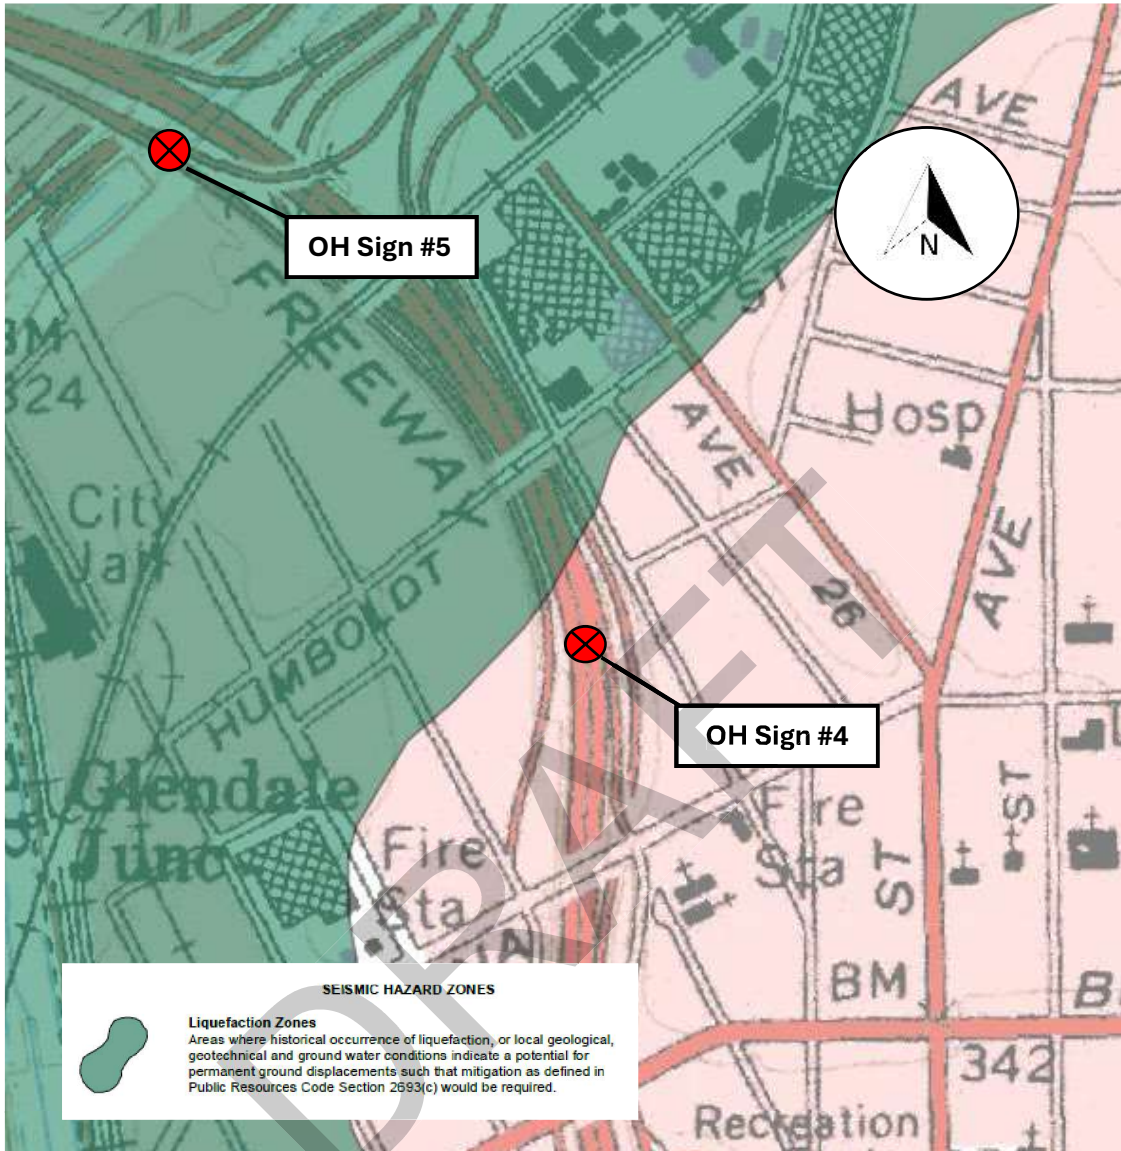 AVE
N
OH Sign #5
FREEWAY
324
Hosp
AVE
City
Jail
AVE
HUMBOLDT
26
OH Sign #4
Glendale
Junc
Fire
Sta
Fire
Sta
ST
ST
BM
342
Recreation
SEISMIC HAZARD ZONES
Liquefaction Zones
Areas where historical occurrence of liquefaction, or local geological,
geotechnical and ground water conditions indicate a potential for
permanent ground displacements such that mitigation as defined in
Public Resources Code Section 2693(c) would be required.
DRAFT